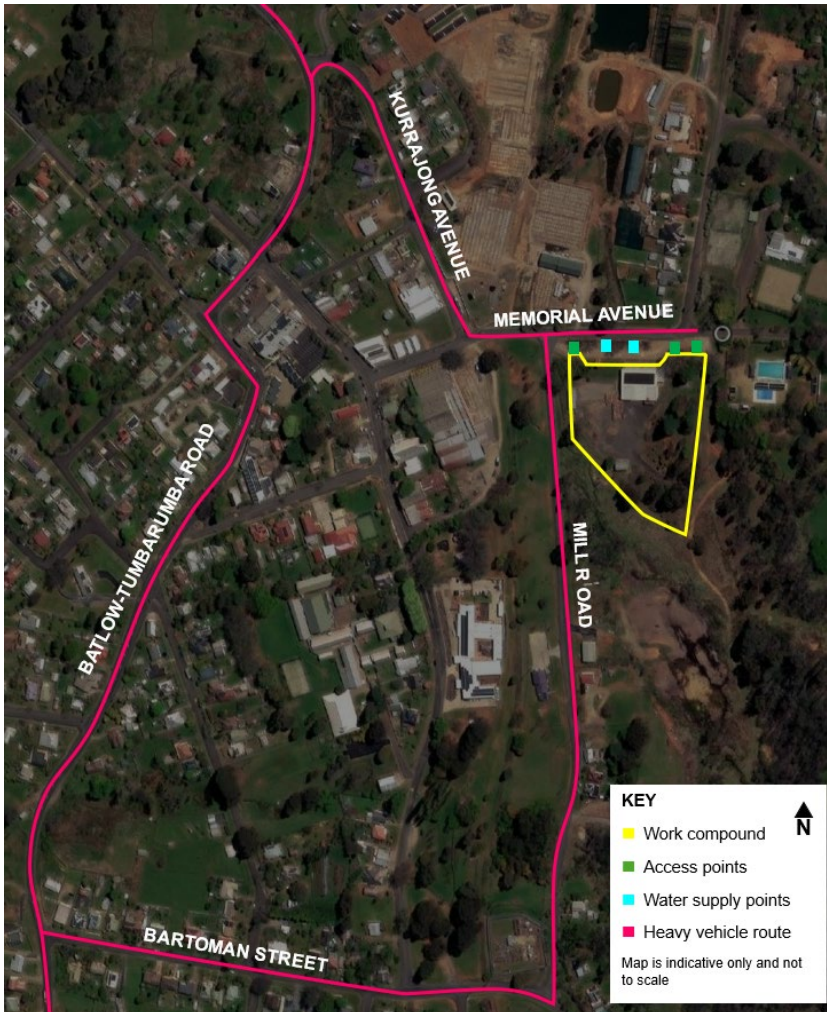 KURRAJONG AVENUE
MEMORIAL AVENUE
BATLOW-TUMBARUMBA ROAD
MILL ROAD
BARTOMAN STREET
KEY
N
Work compound
Access points
Water supply points
Heavy vehicle route
Map is indicative only and not
to scale